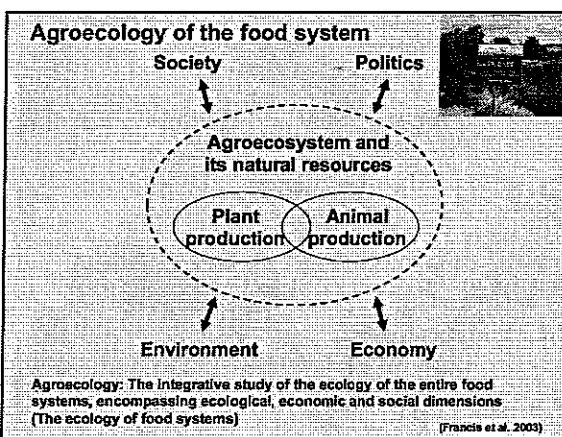 Agroecology of the food system
Society Politics
Agroecosystem and
its natural resources
Plant Animal
production production
Environment Economy
Agroecology: The integrative study of the ecology of the entire food
systems, encompassing ecological, economic and social dimensions
(The ecology of food systems)
(Francis et al. 2003)